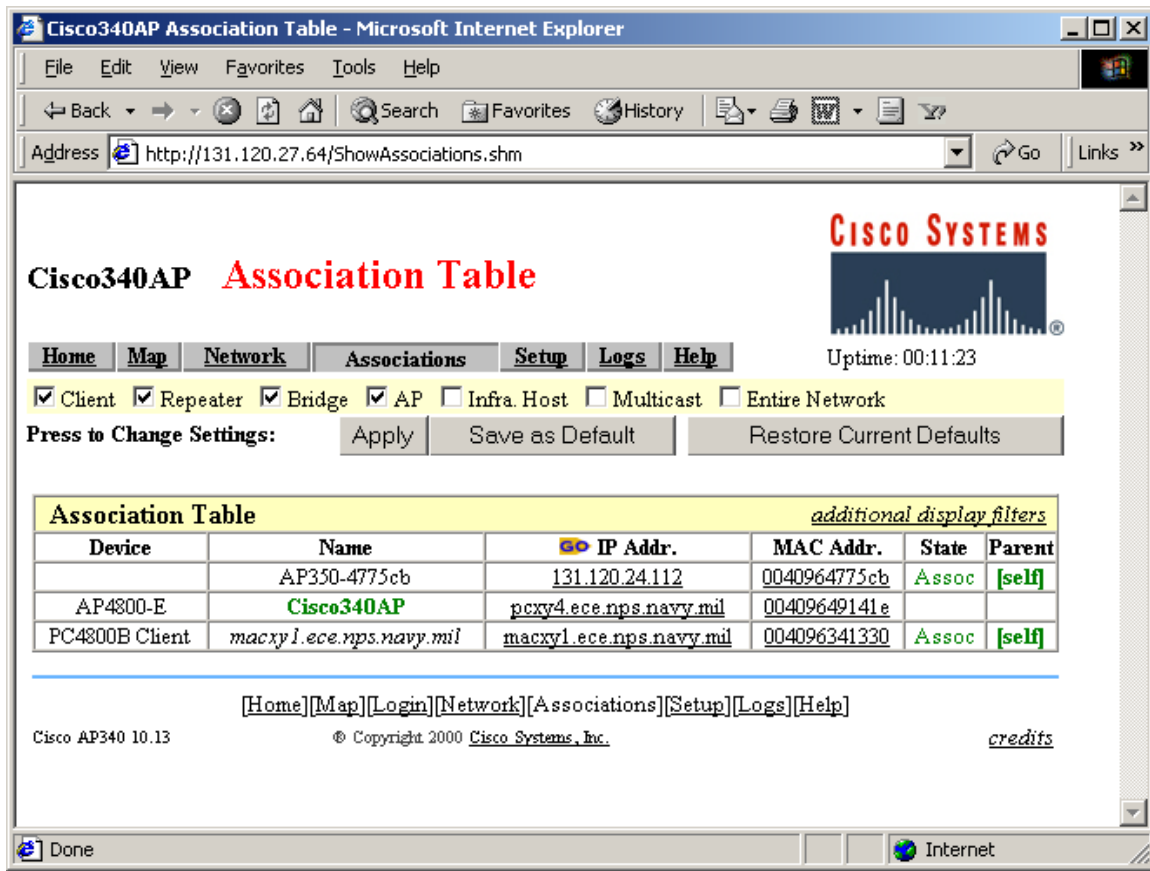 Cisco340AP Association Table - Microsoft Internet Explorer
File Edit View Favorites Tools Help
Back Search Favorites History
Address http://131.120.27.64/ShowAssociations.shm Go Links »
CISCO SYSTEMS
Cisco340AP Association Table
®
Home Map Network Associations Setup Logs Help Uptime: 00:11:23
Client Repeater Bridge AP Infra. Host Multicast Entire Network
Press to Change Settings: Apply Save as Default Restore Current Defaults
Association Table additional display filters
Device Name GO IP Addr. MAC Addr. State Parent
AP350-4775cb 131.120.24.112 0040964775cb Assoc [self]
AP4800-E Cisco340AP pcxy4.ece.nps.navy.mil 00409649141e
PC4800B Client macxy1.ece.nps.navy.mil macxy1.ece.nps.navy.mil 004096341330 Assoc [self]
[Home][Map][Login][Network][Associations][Setup][Logs][Help]
Cisco AP340 10.13 © Copyright 2000 Cisco Systems, Inc. credits
Done Internet